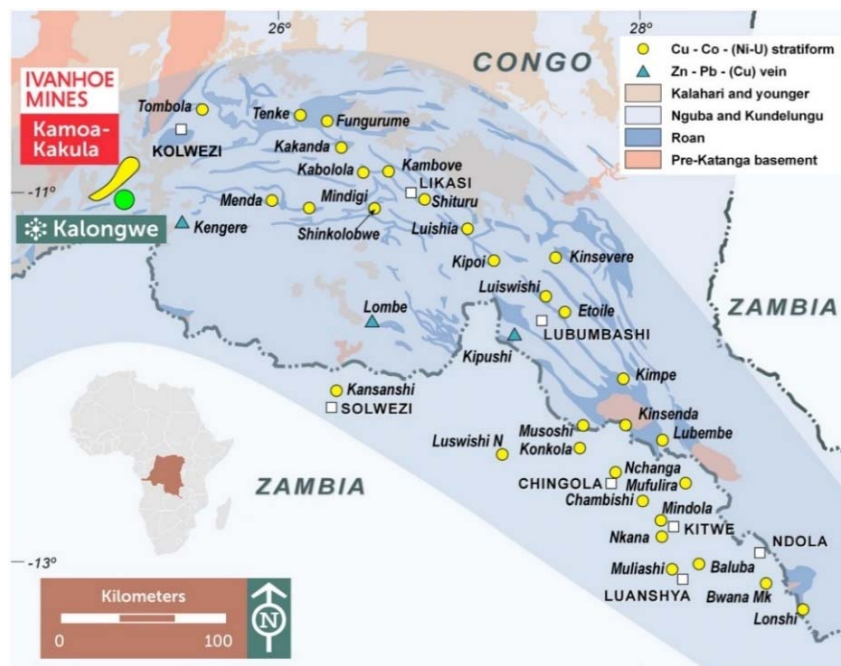 26°
28°
CONGO
Cu - Co - (Ni-U) stratiform
Zn - Pb - (Cu) vein
Kalahari and younger
Nguba and Kundelungu
Roan
Pre-Katanga basement
IVANHOE
MINES
Kamoa-
Kakula
Tombola
KOLWEZI
Tenke
Fungurume
Kakanda
Kabolola
Kambove
LIKASI
-11°
Kalongwe
Menda
Mindigi
Shituru
Kengere
Shinkolobwe
Luishia
Kipoi
Kinsevere
Luiswishi
Etoile
Lombe
LUBUMBASHI
ZAMBIA
Kipushi
Kimpe
Kansanshi
SOLWEZI
Kinsenda
Musoshi
Lubembe
Luswishi N
Konkola
Nchanga
ZAMBIA
CHINGOLA
Mufulira
Chambishi
Mindola
KITWE
Nkana
NDOLA
-13°
Muliashi
Baluba
LUANSHYA
Bwana Mk
Lonshi
Kilometers
0
100
N